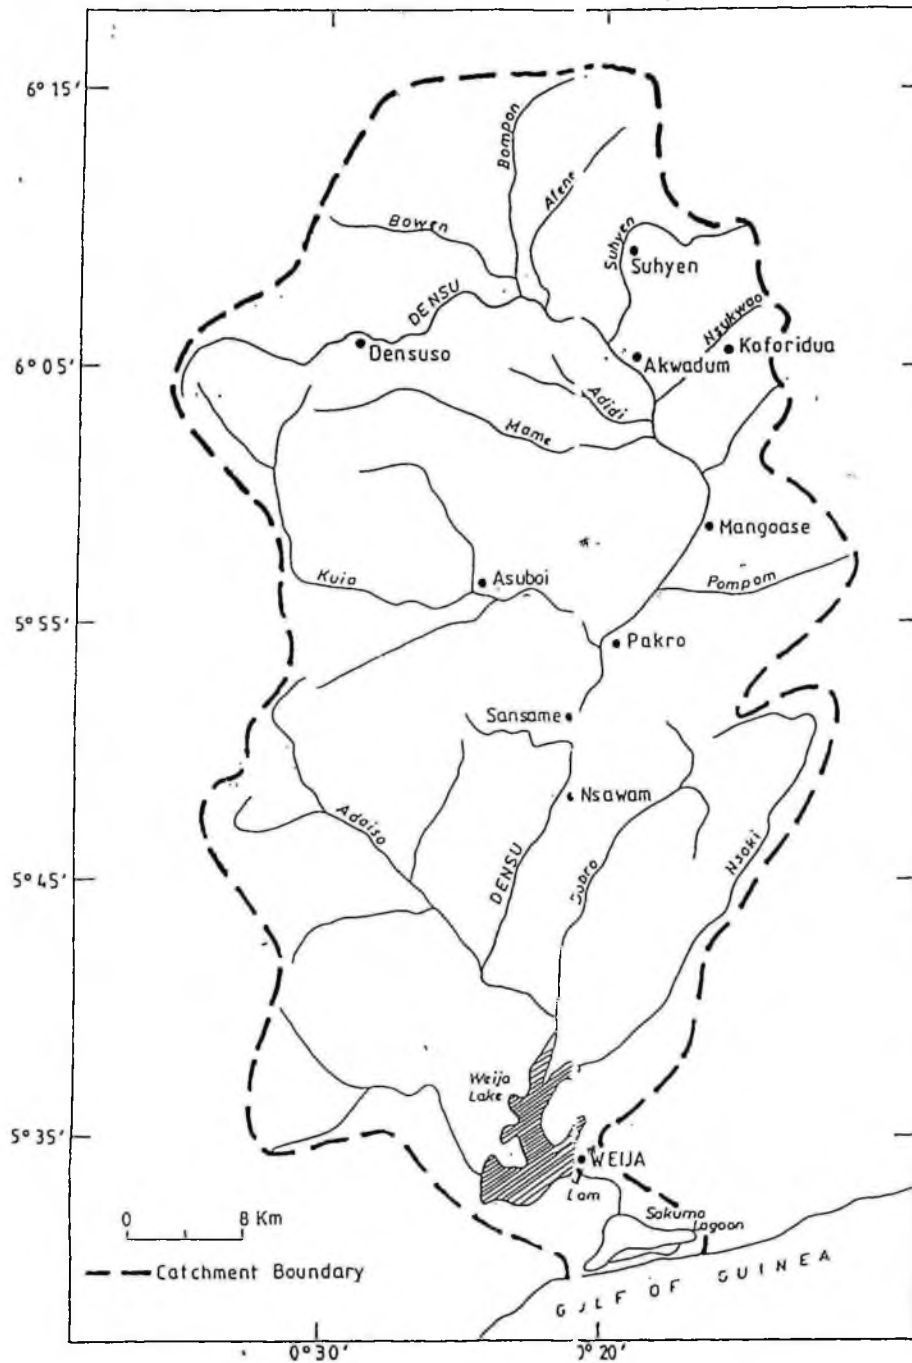 6° 15′
Bompon
Afene
Bowen
Suhyen
Suhyen
DENSU
Nsukwao
Densuso
Koforidua
6° 05′
Akwadum
Adidi
Mame
Mangoase
Kuia
Asuboi
Pompom
5° 55′
Pakro
Sansame
Nsawam
Adaiso
DENSU
Nsaki
5° 45′
Weija
Lake
5° 35′
WEIJA
Sakumo
Lagoon
0 8 Km
Catchment Boundary
GULF OF GUINEA
0° 30′
0° 20′